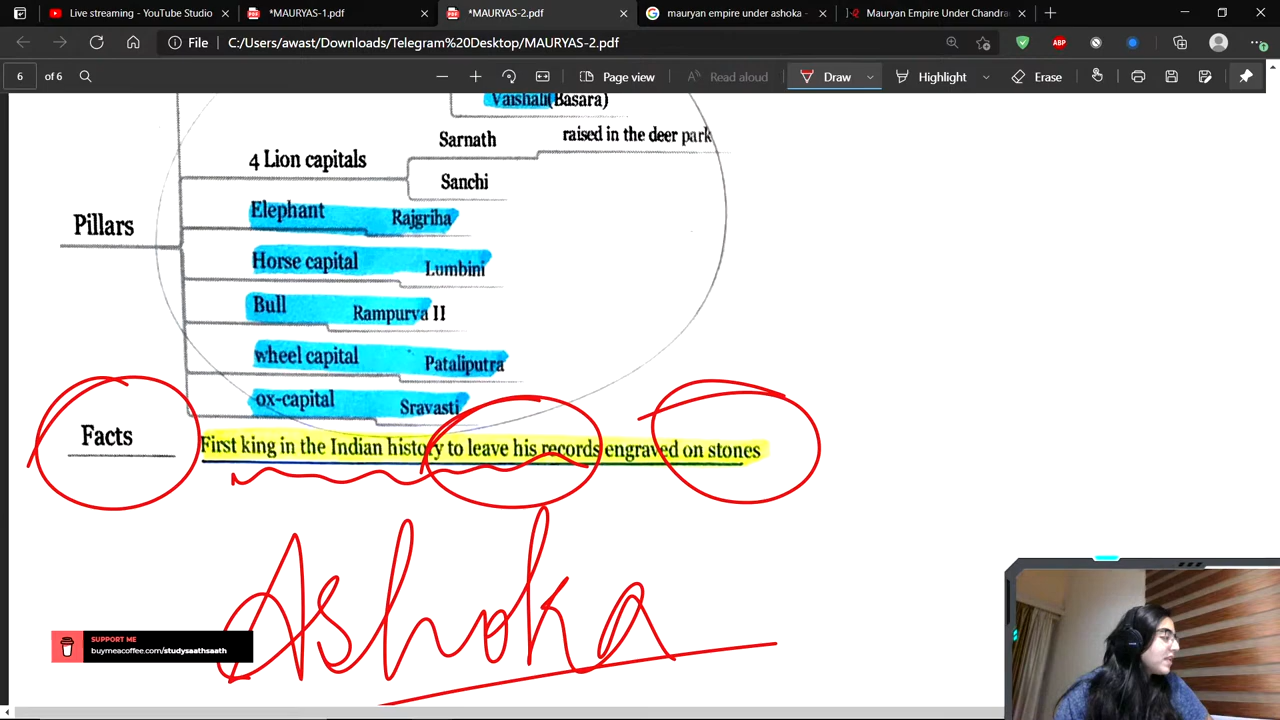 Live streaming - YouTube Studio
*MAURYAS-1.pdf
*MAURYAS-2.pdf
mauryan empire under ashoka -
Mauryan Empire Under Chandra
File
C:/Users/awast/Downloads/Telegram%20Desktop/MAURYAS-2.pdf
6 of 6
Page view
Read aloud
Draw
Highlight
Erase
Vaishali(Basara)
Sarnath raised in the deer park
4 Lion capitals
Sanchi
Elephant Rajgriha
Pillars
Horse capital Lumbini
Bull Rampurva II
wheel capital Pataliputra
ox-capital Sravasti
Facts First king in the Indian history to leave his records engraved on stones
Ashoka
SUPPORT ME
buymeacoffee.com/studysaathsaath